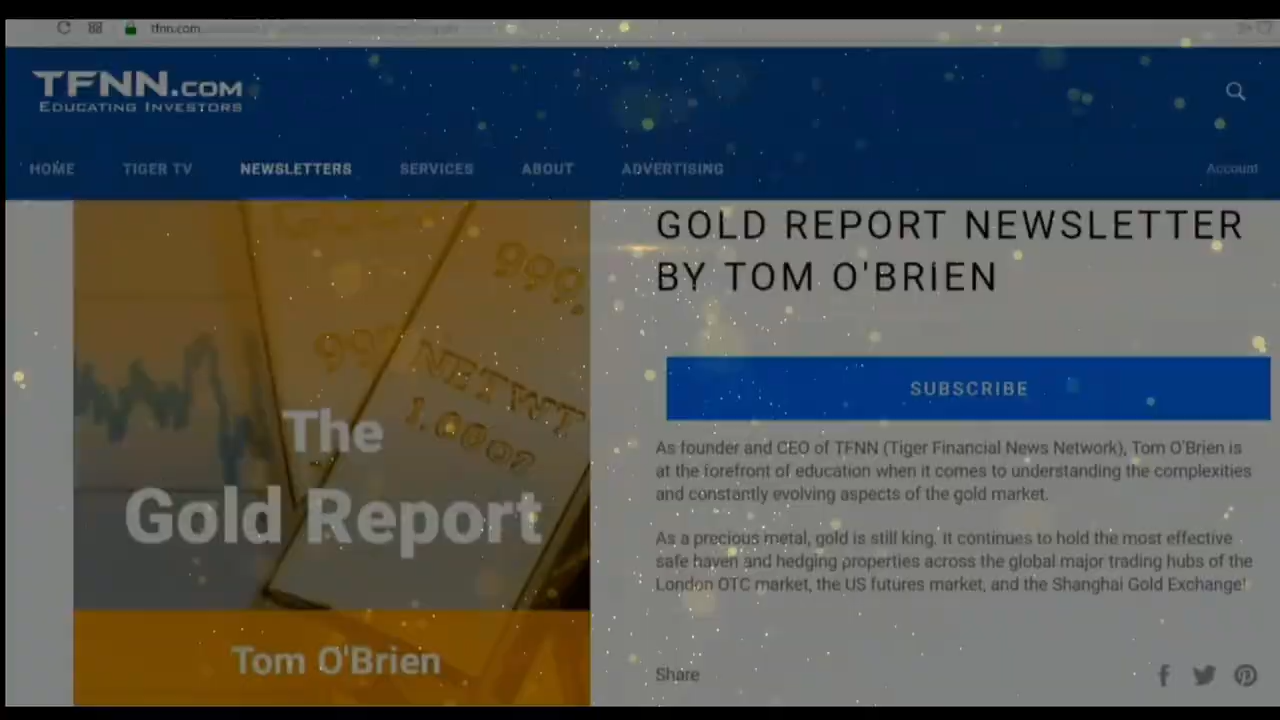 tfnn.com
TFNN.COM
EDUCATING INVESTORS
HOME TIGER TV NEWSLETTERS SERVICES ABOUT ADVERTISING Account
GOLD REPORT NEWSLETTER
BY TOM O'BRIEN
999.
99
NETWT
1.00OZ
The
Gold Report
Tom O'Brien
SUBSCRIBE
As founder and CEO of TFNN (Tiger Financial News Network), Tom O'Brien is
at the forefront of education when it comes to understanding the complexities
and constantly evolving aspects of the gold market.
As a precious metal, gold is still king. It continues to hold the most effective
safe haven and hedging properties across the global major trading hubs of the
London OTC market, the US futures market, and the Shanghai Gold Exchange!
Share